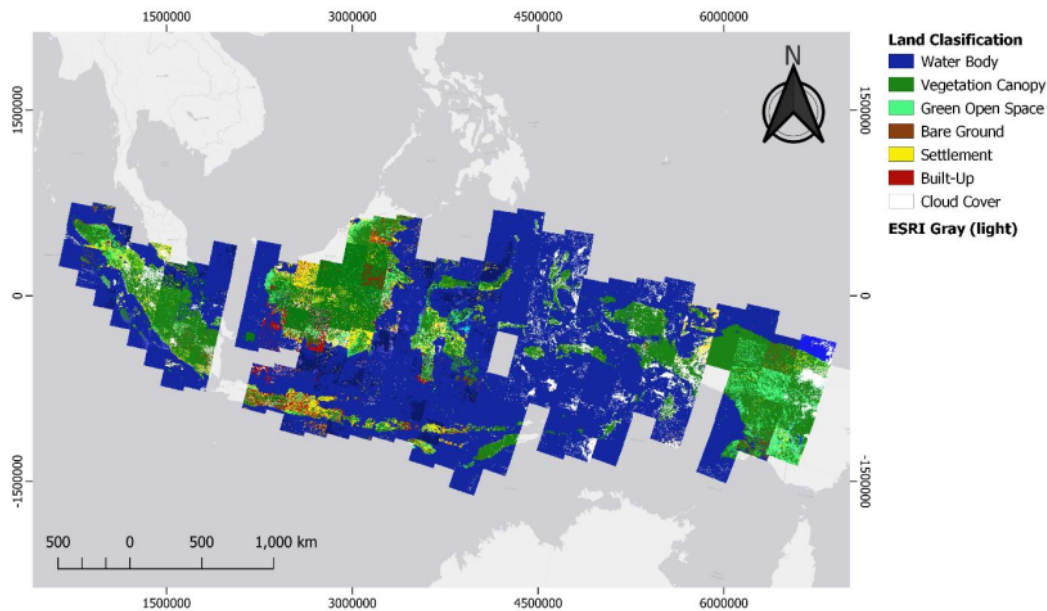 1500000 3000000 4500000 6000000
N
1500000
0
-1500000
1500000
0
-1500000
500 0 500 1,000 km
1500000 3000000 4500000 6000000
Land Clasification
Water Body
Vegetation Canopy
Green Open Space
Bare Ground
Settlement
Built-Up
Cloud Cover
ESRI Gray (light)